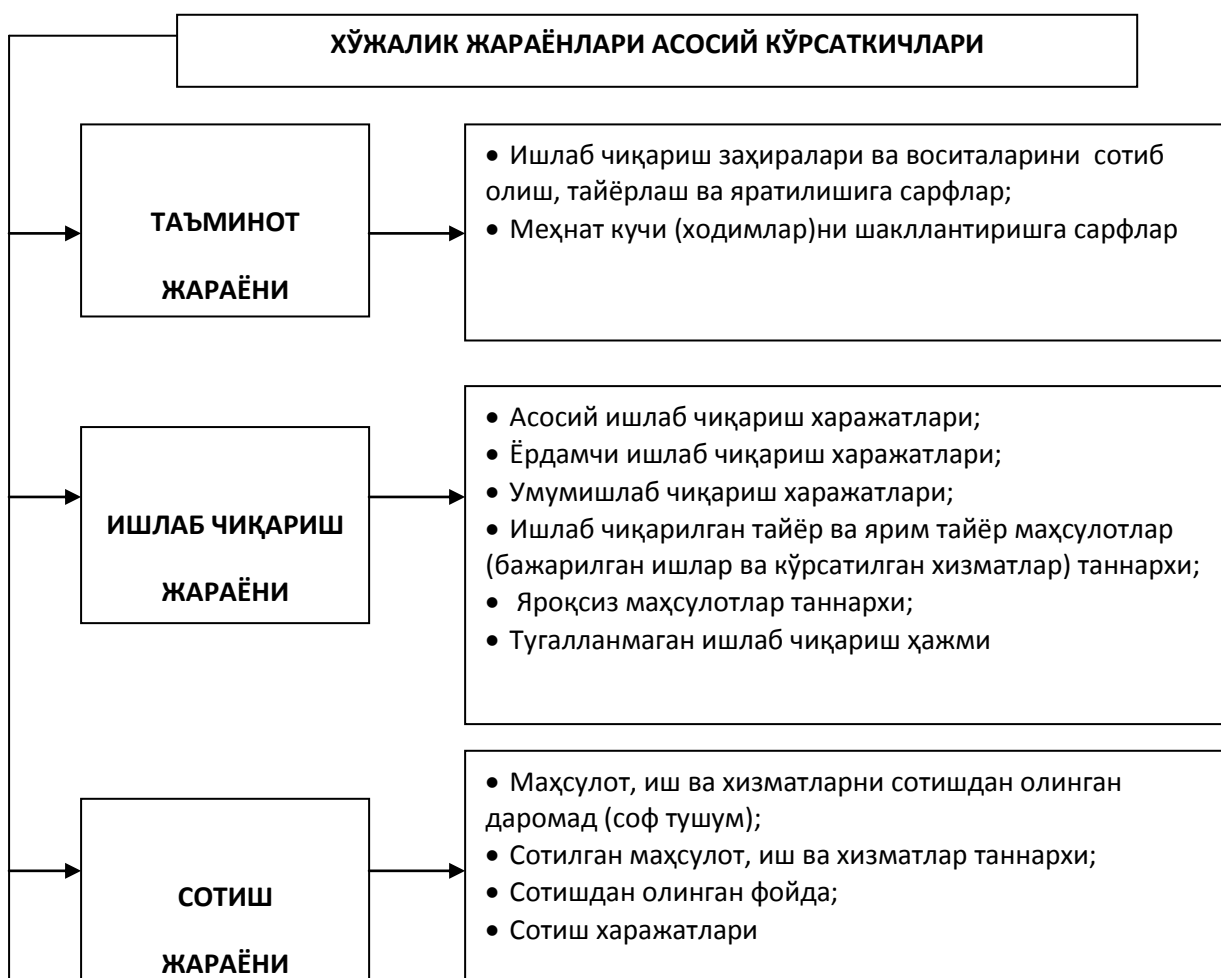 ХЎЖАЛИК ЖАРАЁНЛАРИ АСОСИЙ КЎРСАТКИЧЛАРИ
ТАЪМИНОТ
ЖАРАЁНИ
• Ишлаб чиқариш заҳиралари ва воситаларини сотиб
олиш, тайёрлаш ва яратилишига сарфлар;
• Меҳнат кучи (ходимлар)ни шакллантиришга сарфлар
ИШЛАБ ЧИҚАРИШ
ЖАРАЁНИ
• Асосий ишлаб чиқариш харажатлари;
• Ёрдамчи ишлаб чиқариш харажатлари;
• Умумишлаб чиқариш харажатлари;
• Ишлаб чиқарилган тайёр ва ярим тайёр маҳсулотлар
(бажарилган ишлар ва кўрсатилган хизматлар) таннархи;
• Яроқсиз маҳсулотлар таннархи;
• Тугалланмаган ишлаб чиқариш ҳажми
СОТИШ
ЖАРАЁНИ
• Маҳсулот, иш ва хизматларни сотишдан олинган
даромад (соф тушум);
• Сотилган маҳсулот, иш ва хизматлар таннархи;
• Сотишдан олинган фойда;
• Сотиш харажатлари